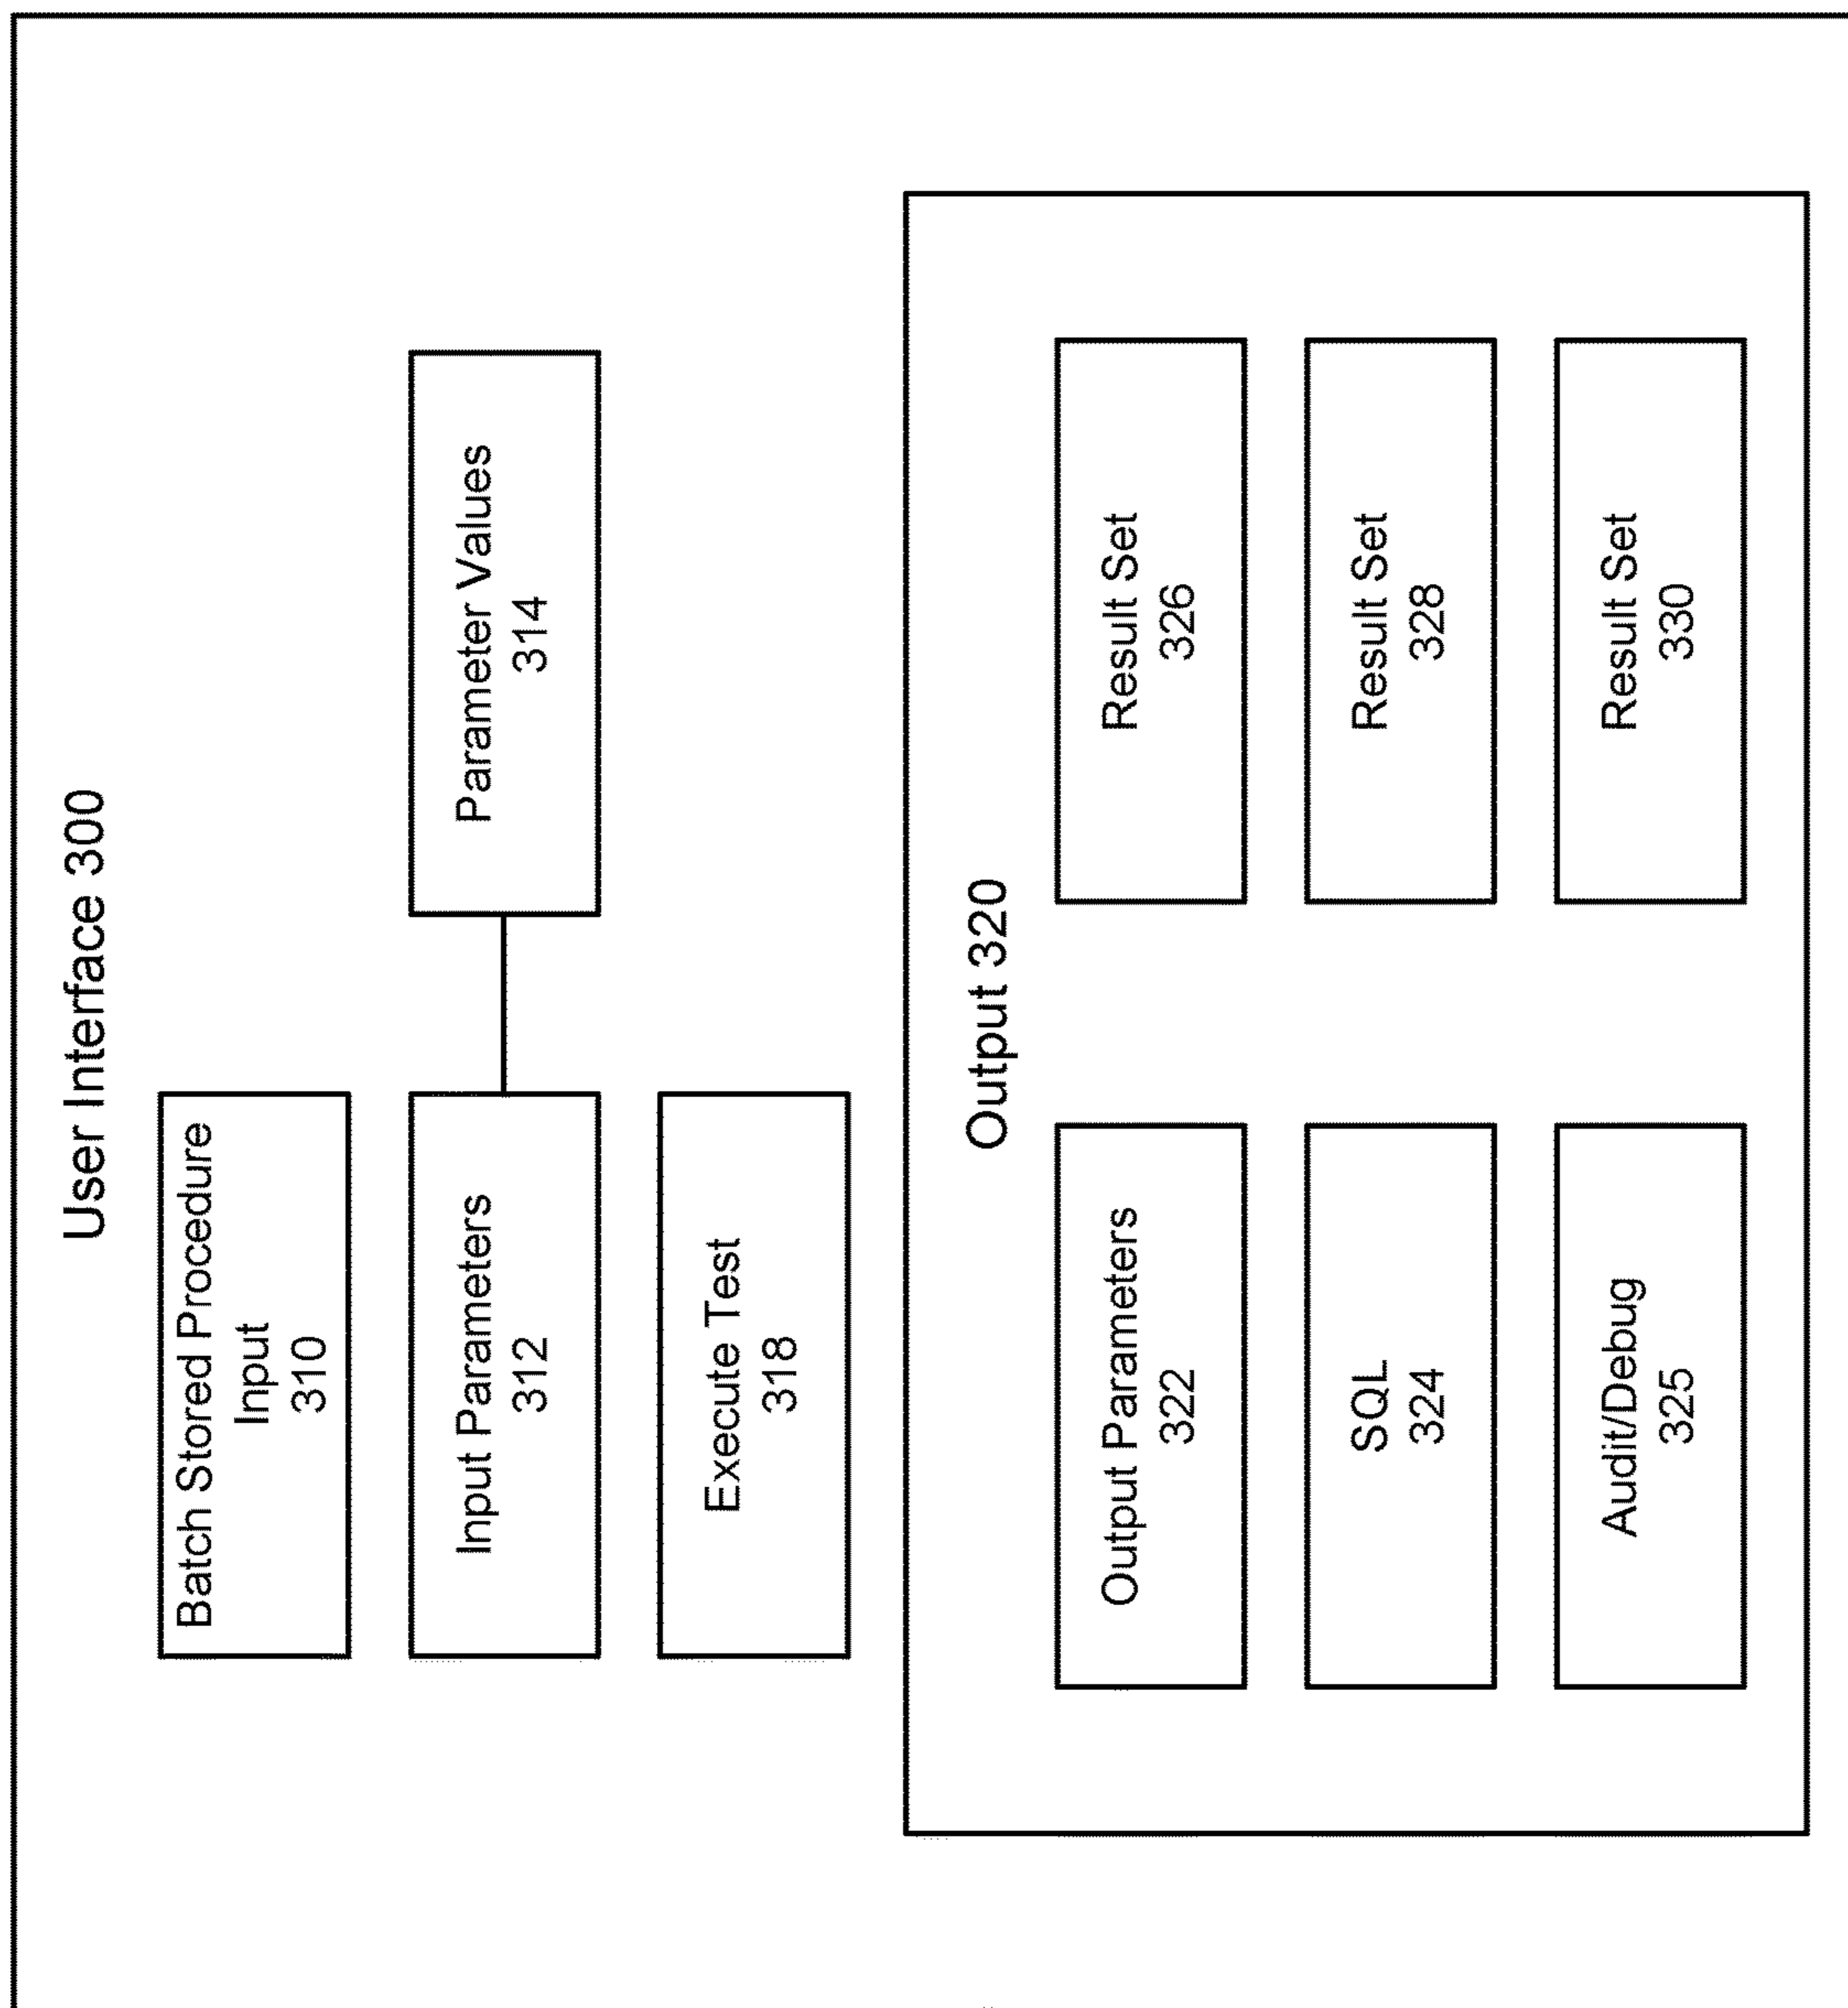 User Interface 300
Batch Stored Procedure
Input
310
Input Parameters
312
Parameter Values
314
Execute Test
318
Output 320
Output Parameters
322
Result Set
326
SQL
324
Result Set
328
Audit/Debug
325
Result Set
330